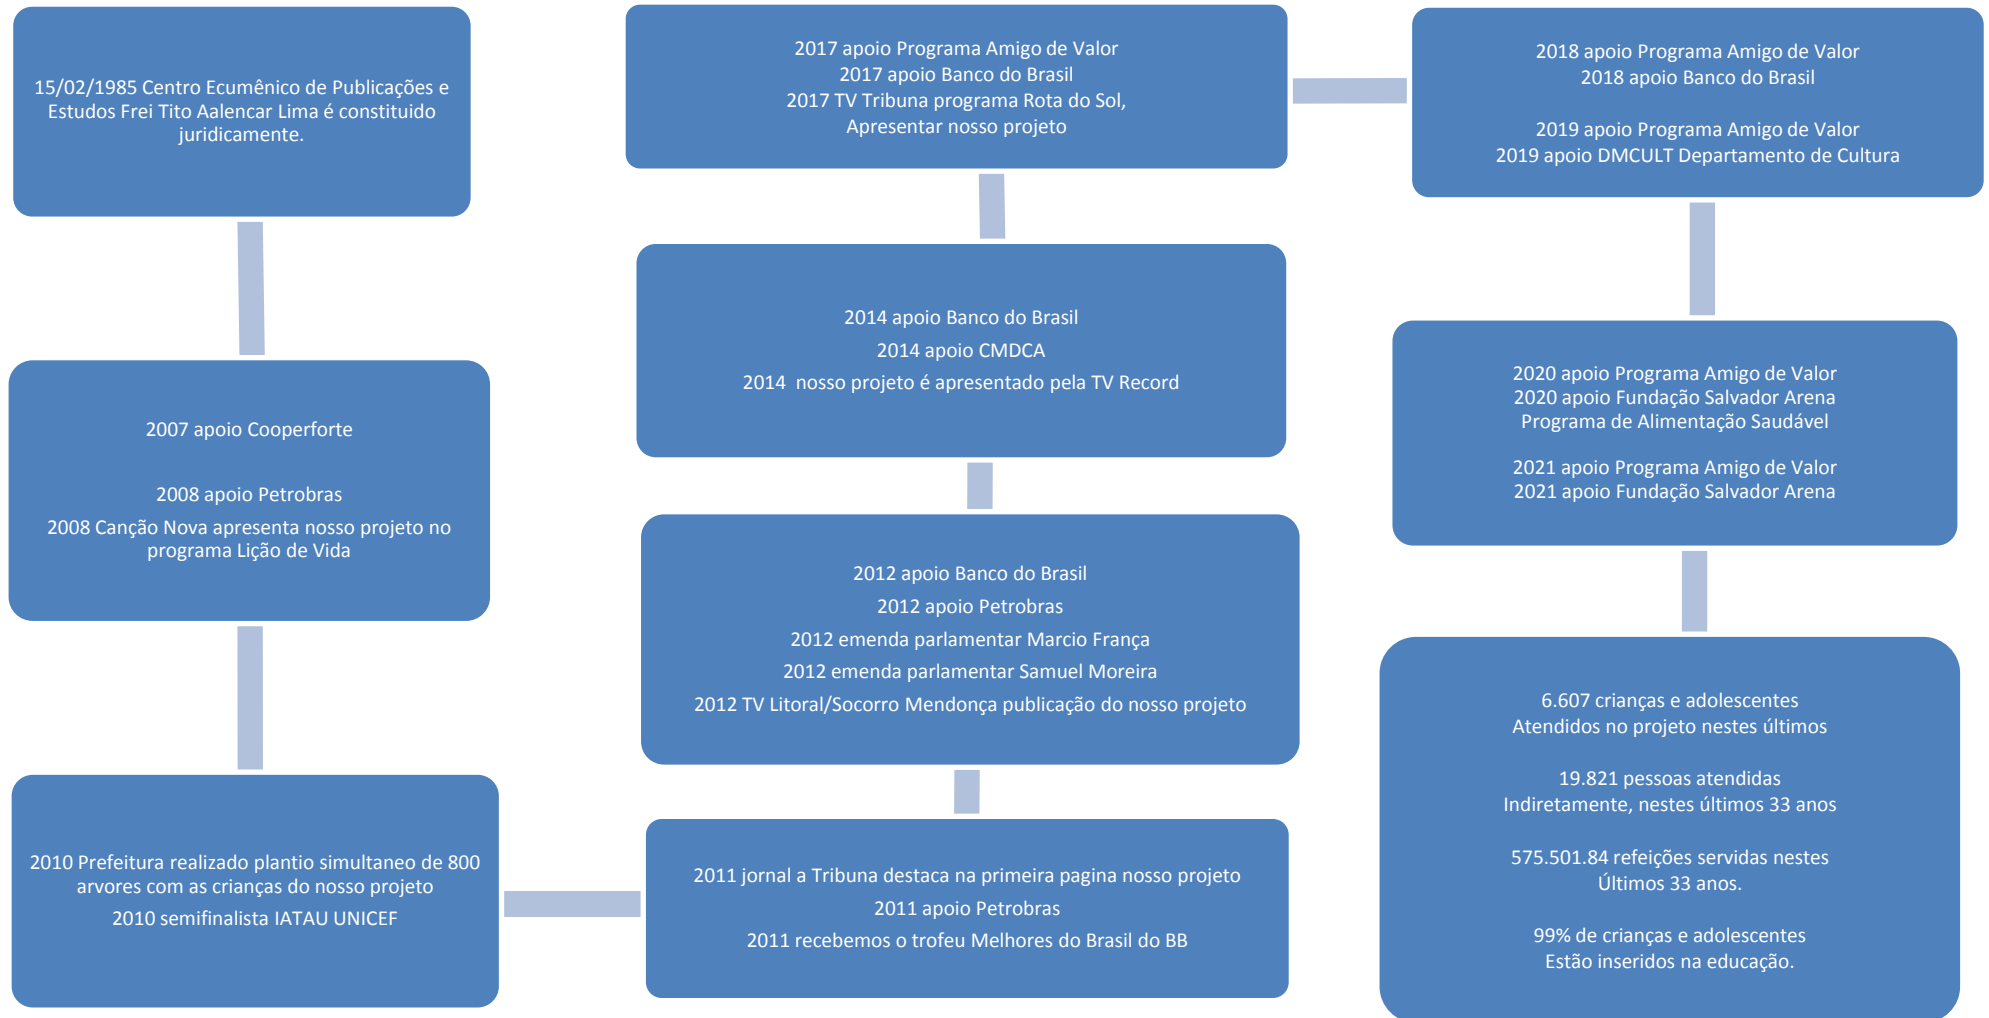 15/02/1985 Centro Ecumênico de Publicações e
Estudos Frei Tito Aalencar Lima é constituido
juridicamente.
2007 apoio Cooperforte
2008 apoio Petrobras
2008 Canção Nova apresenta nosso projeto no
programa Lição de Vida
2010 Prefeitura realizado plantio simultaneo de 800
arvores com as crianças do nosso projeto
2010 semifinalista IATAU UNICEF
2011 jornal a Tribuna destaca na primeira pagina nosso projeto
2011 apoio Petrobras
2011 recebemos o trofeu Melhores do Brasil do BB
2012 apoio Banco do Brasil
2012 apoio Petrobras
2012 emenda parlamentar Marcio França
2012 emenda parlamentar Samuel Moreira
2012 TV Litoral/Socorro Mendonça publicação do nosso projeto
2014 apoio Banco do Brasil
2014 apoio CMDCA
2014 nosso projeto é apresentado pela TV Record
2017 apoio Programa Amigo de Valor
2017 apoio Banco do Brasil
2017 TV Tribuna programa Rota do Sol,
Apresentar nosso projeto
2018 apoio Programa Amigo de Valor
2018 apoio Banco do Brasil
2019 apoio Programa Amigo de Valor
2019 apoio DMCULT Departamento de Cultura
2020 apoio Programa Amigo de Valor
2020 apoio Fundação Salvador Arena
Programa de Alimentação Saudável
2021 apoio Programa Amigo de Valor
2021 apoio Fundação Salvador Arena
6.607 crianças e adolescentes
Atendidos no projeto nestes últimos
19.821 pessoas atendidas
Indiretamente, nestes últimos 33 anos
575.501.84 refeições servidas nestes
Últimos 33 anos.
99% de crianças e adolescentes
Estão inseridos na educação.